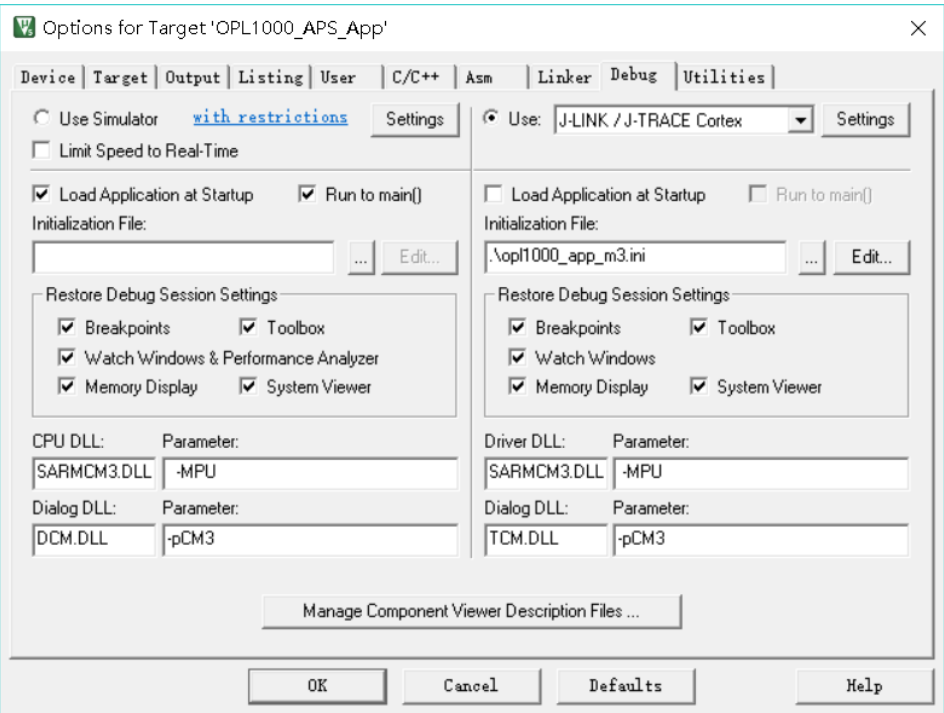 Options for Target 'OPL1000_APS_App'
Device Target Output Listing User C/C++ Asm Linker Debug Utilities
Use Simulator with restrictions Settings
Limit Speed to Real-Time
Use: J-LINK / J-TRACE Cortex Settings
Load Application at Startup Run to main()
Initialization File:
... Edit...
Load Application at Startup Run to main()
Initialization File:
.\opl1000_app_m3.ini ... Edit...
Restore Debug Session Settings
Breakpoints Toolbox
Watch Windows & Performance Analyzer
Memory Display System Viewer
Restore Debug Session Settings
Breakpoints Toolbox
Watch Windows
Memory Display System Viewer
CPU DLL: Parameter:
SARMCM3.DLL -MPU
Dialog DLL: Parameter:
DCM.DLL -pCM3
Driver DLL: Parameter:
SARMCM3.DLL -MPU
Dialog DLL: Parameter:
TCM.DLL -pCM3
Manage Component Viewer Description Files ...
OK Cancel Defaults Help